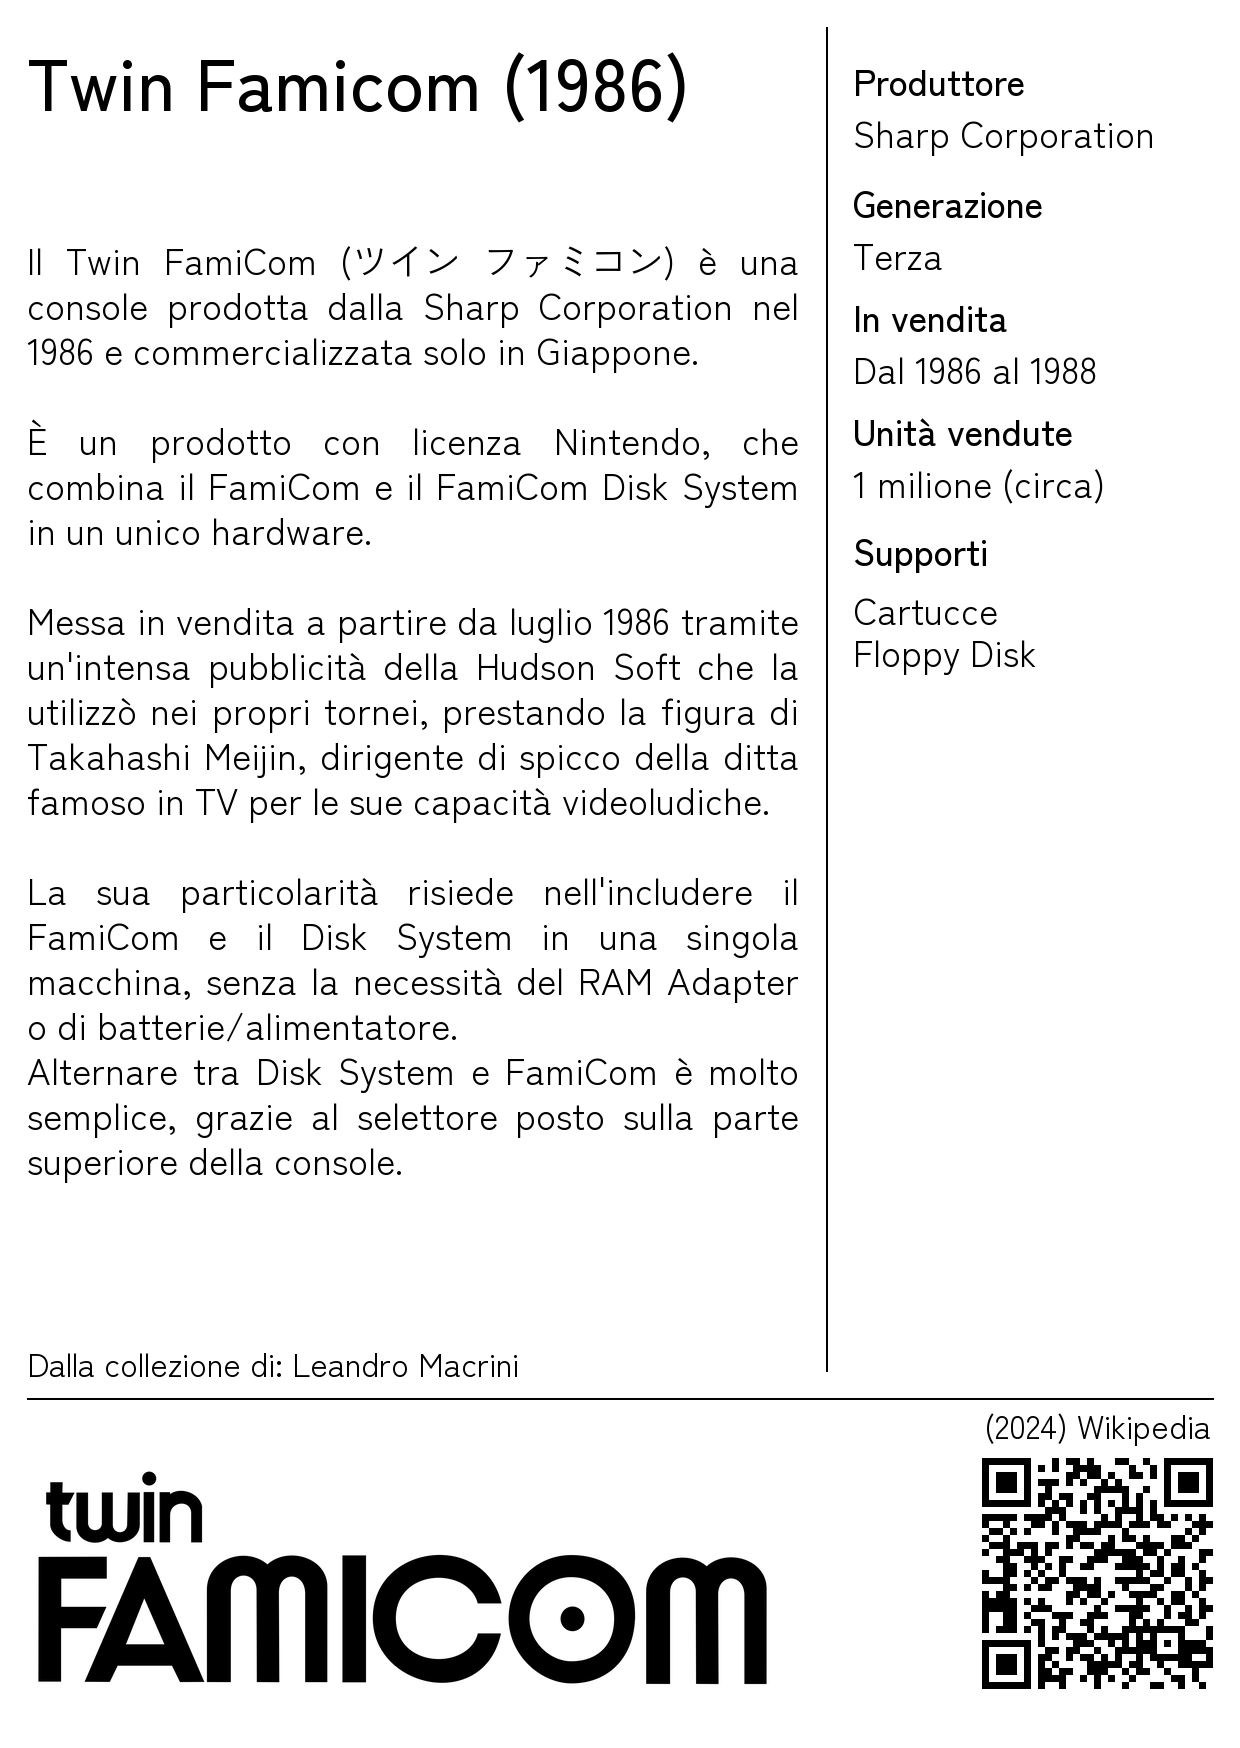 Twin Famicom (1986)
Il Twin FamiCom (ツイン ファミコン) è una
console prodotta dalla Sharp Corporation nel
1986 e commercializzata solo in Giappone.
È un prodotto con licenza Nintendo, che
combina il FamiCom e il FamiCom Disk System
in un unico hardware.
Messa in vendita a partire da luglio 1986 tramite
un'intensa pubblicità della Hudson Soft che la
utilizzò nei propri tornei, prestando la figura di
Takahashi Meijin, dirigente di spicco della ditta
famoso in TV per le sue capacità videoludiche.
La sua particolarità risiede nell'includere il
FamiCom e il Disk System in una singola
macchina, senza la necessità del RAM Adapter
o di batterie/alimentatore.
Alternare tra Disk System e FamiCom è molto
semplice, grazie al selettore posto sulla parte
superiore della console.
Dalla collezione di: Leandro Macrini
Produttore
Sharp Corporation
Generazione
Terza
In vendita
Dal 1986 al 1988
Unità vendute
1 milione (circa)
Supporti
Cartucce
Floppy Disk
(2024) Wikipedia
twin
FAMICOM